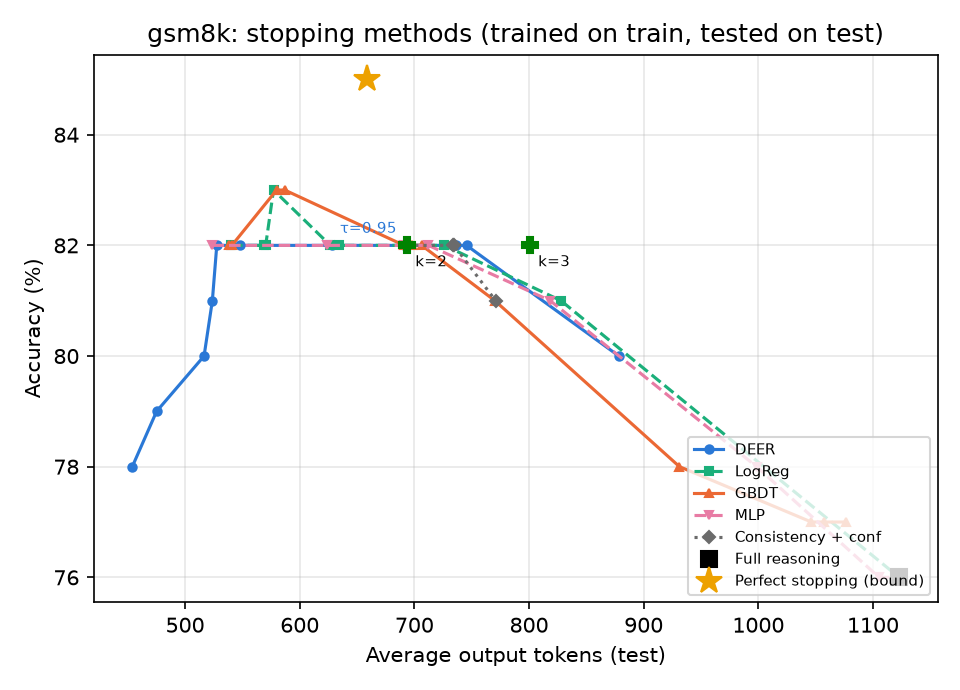 gsm8k: stopping methods (trained on train, tested on test)
Accuracy (%)
84
82
80
78
76
τ=0.95
k=2
k=3
DEER
LogReg
GBDT
MLP
Consistency + conf
Full reasoning
Perfect stopping (bound)
500
600
700
800
900
1000
1100
Average output tokens (test)